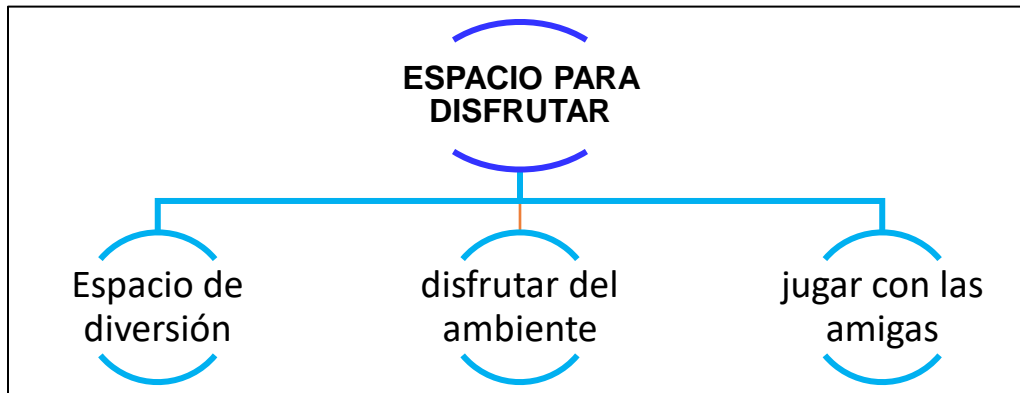 ESPACIO PARA
DISFRUTAR
Espacio de
diversión
disfrutar del
ambiente
jugar con las
amigas